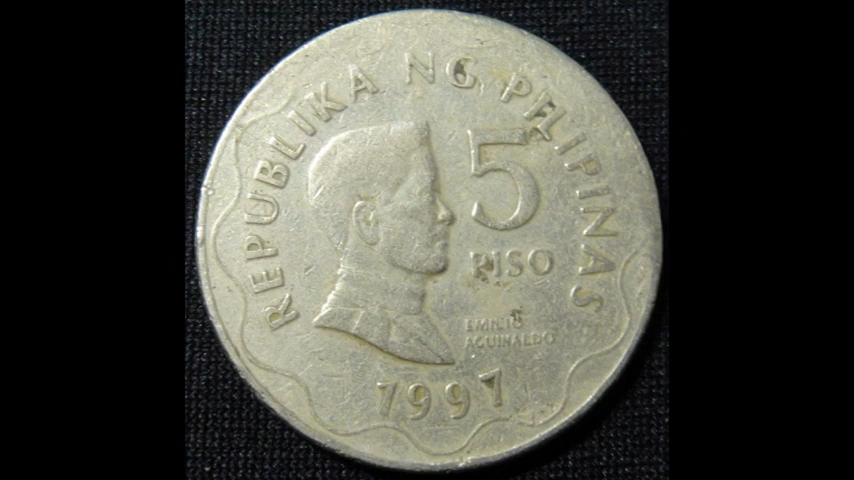 REPUBLIKA NG PILIPINAS
5
PISO
EMILIO
AGUINALDO
1997